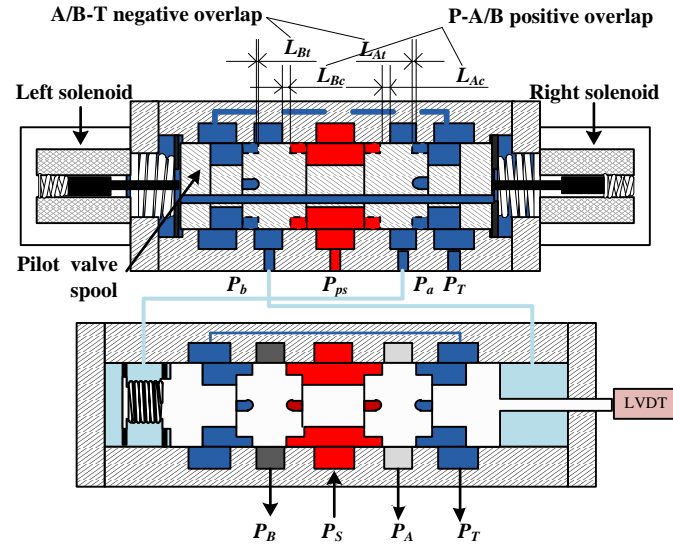 A/B-T negative overlap P-A/B positive overlap
L_Bt L_At
L_Bc L_Ac
Left solenoid Right solenoid
Pilot valve
spool
P_b P_ps P_a P_T
LVDT
P_B P_S P_A P_T